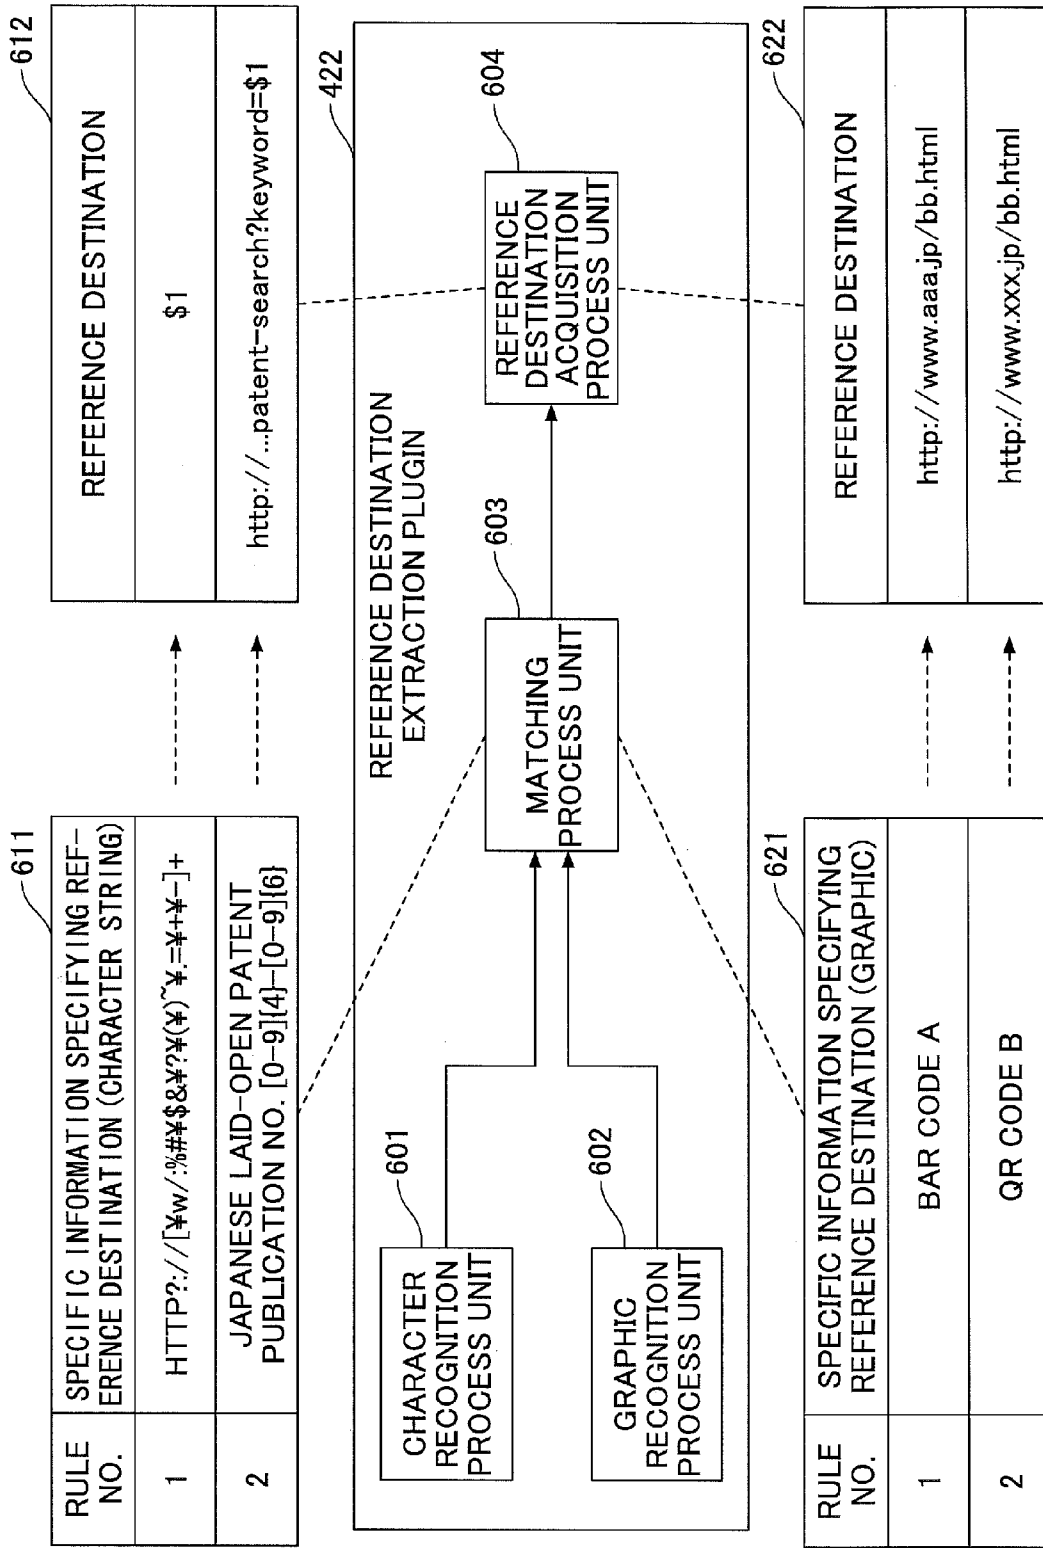 611
RULE
NO.
SPECIFIC INFORMATION SPECIFYING REF-
ERENCE DESTINATION (CHARACTER STRING)
1
HTTP?://[¥w/:%#¥$&¥?¥(¥)~¥.=¥+¥-]+
2
JAPANESE LAID-OPEN PATENT
PUBLICATION NO. [0-9]{4}-[0-9]{6}
612
REFERENCE DESTINATION
$1
http://...patent-search?keyword=$1
422
REFERENCE DESTINATION
EXTRACTION PLUGIN
601
CHARACTER
RECOGNITION
PROCESS UNIT
602
GRAPHIC
RECOGNITION
PROCESS UNIT
603
MATCHING
PROCESS UNIT
604
REFERENCE
DESTINATION
ACQUISITION
PROCESS UNIT
621
RULE
NO.
SPECIFIC INFORMATION SPECIFYING
REFERENCE DESTINATION (GRAPHIC)
1
BAR CODE A
2
QR CODE B
622
REFERENCE DESTINATION
http://www.aaa.jp/bb.html
http://www.xxx.jp/bb.html